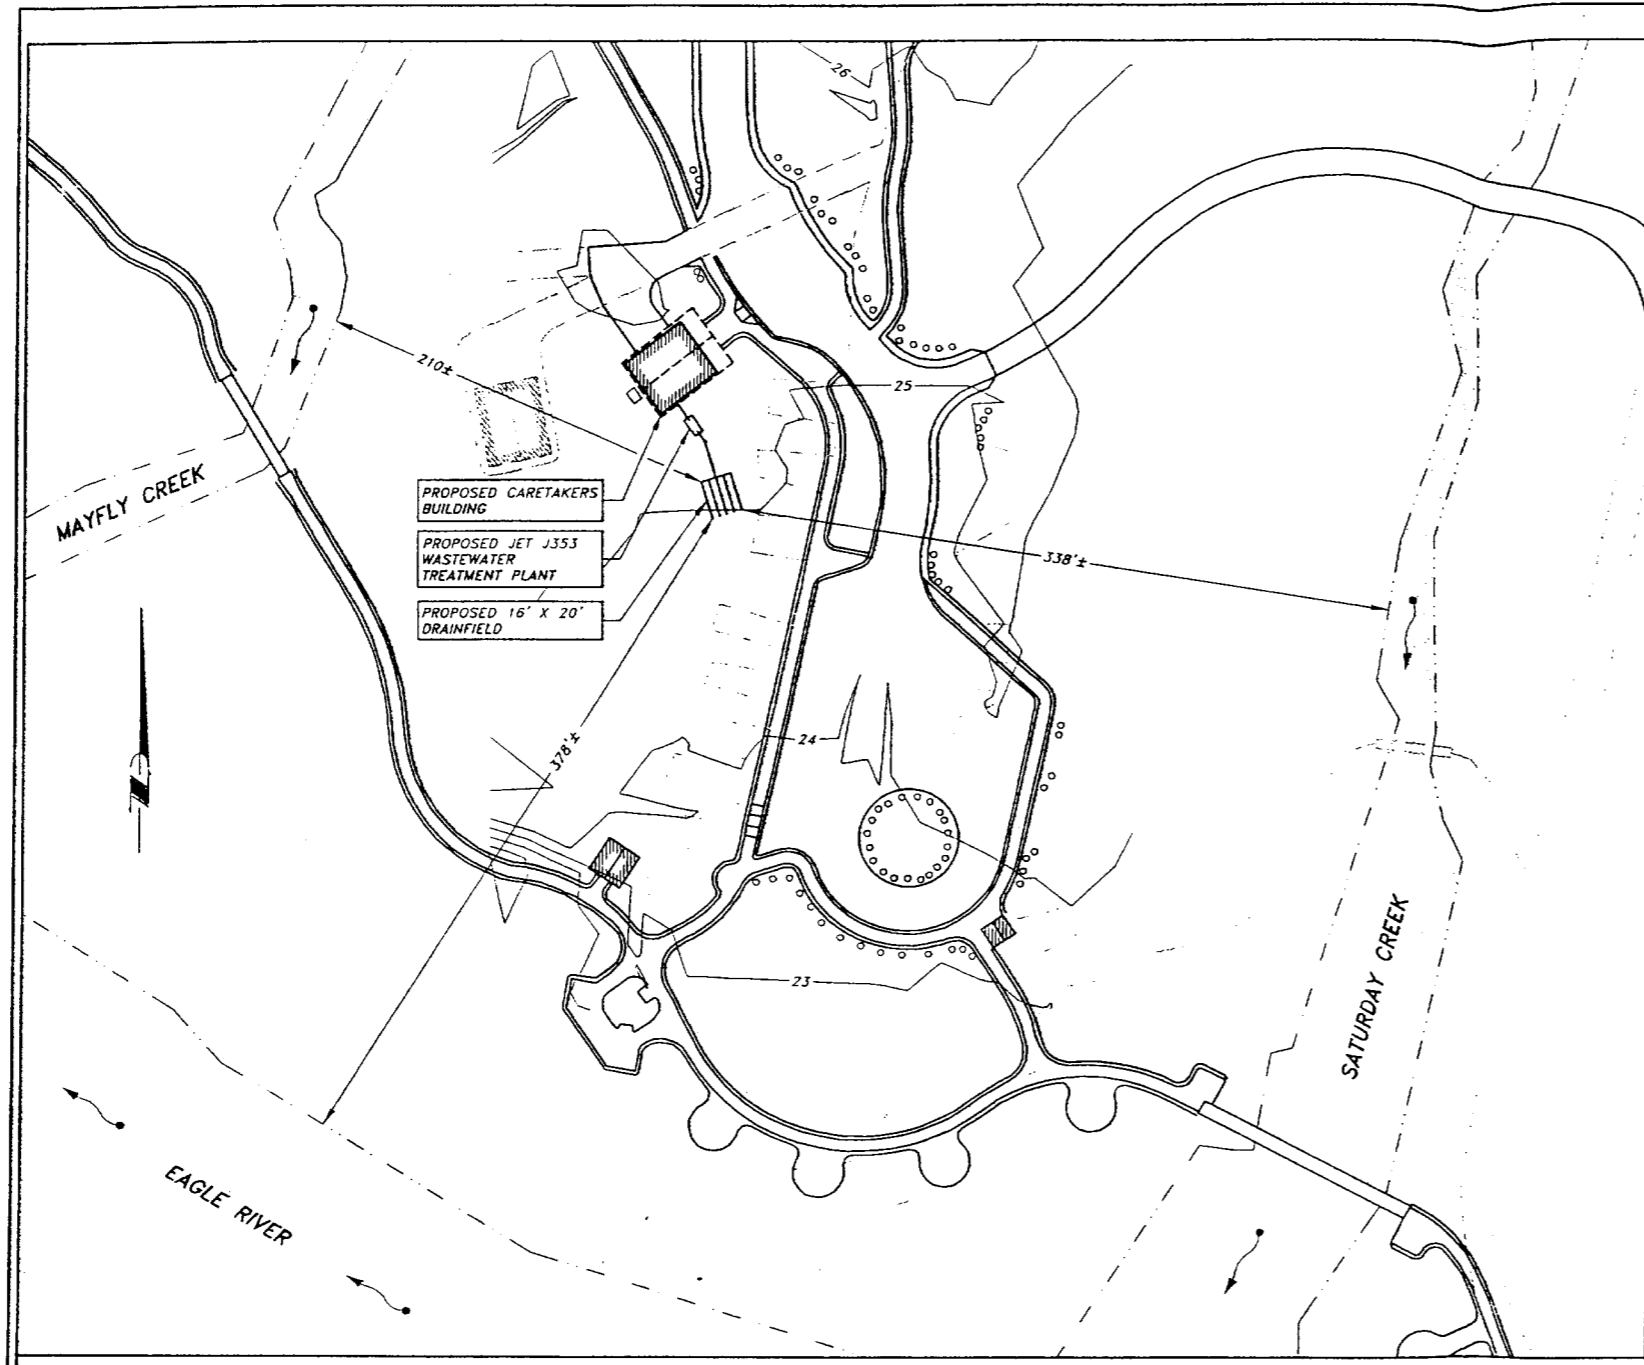 26
210±
25
MAYFLY CREEK
PROPOSED CARETAKERS
BUILDING
PROPOSED JET J353
WASTEWATER
TREATMENT PLANT
PROPOSED 16' X 20'
DRAINFIELD
338'±
378'±
24
23
SATURDAY CREEK
EAGLE RIVER